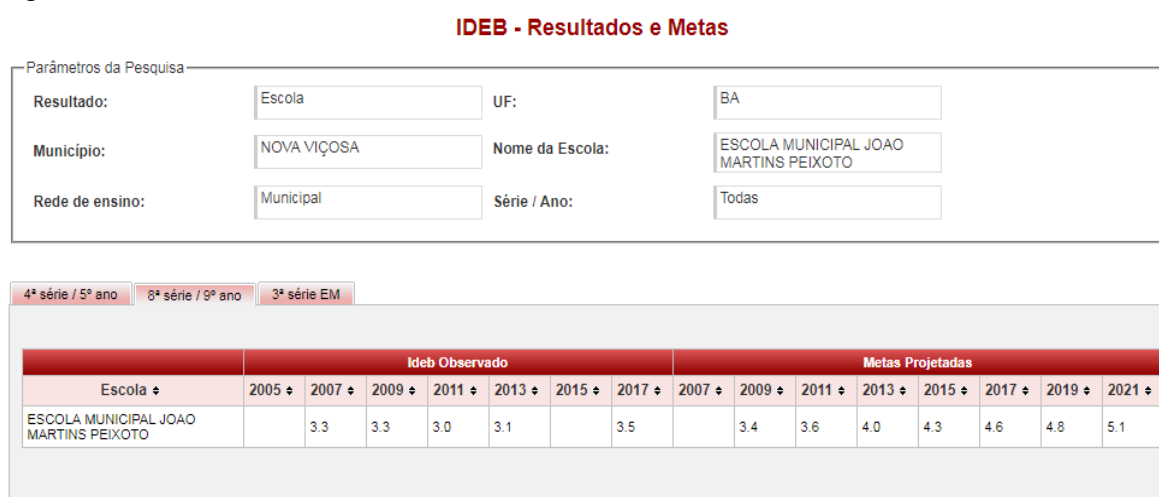 IDEB - Resultados e Metas
Parâmetros da Pesquisa
Resultado: Escola UF: BA
Município: NOVA VIÇOSA Nome da Escola: ESCOLA MUNICIPAL JOAO
MARTINS PEIXOTO
Rede de ensino: Municipal Série / Ano: Todas
4ª série / 5º ano 8ª série / 9º ano 3ª série EM
Ideb Observado Metas Projetadas
Escola 2005 2007 2009 2011 2013 2015 2017 2007 2009 2011 2013 2015 2017 2019 2021
ESCOLA MUNICIPAL JOAO
MARTINS PEIXOTO 3.3 3.3 3.0 3.1 3.5 3.4 3.6 4.0 4.3 4.6 4.8 5.1